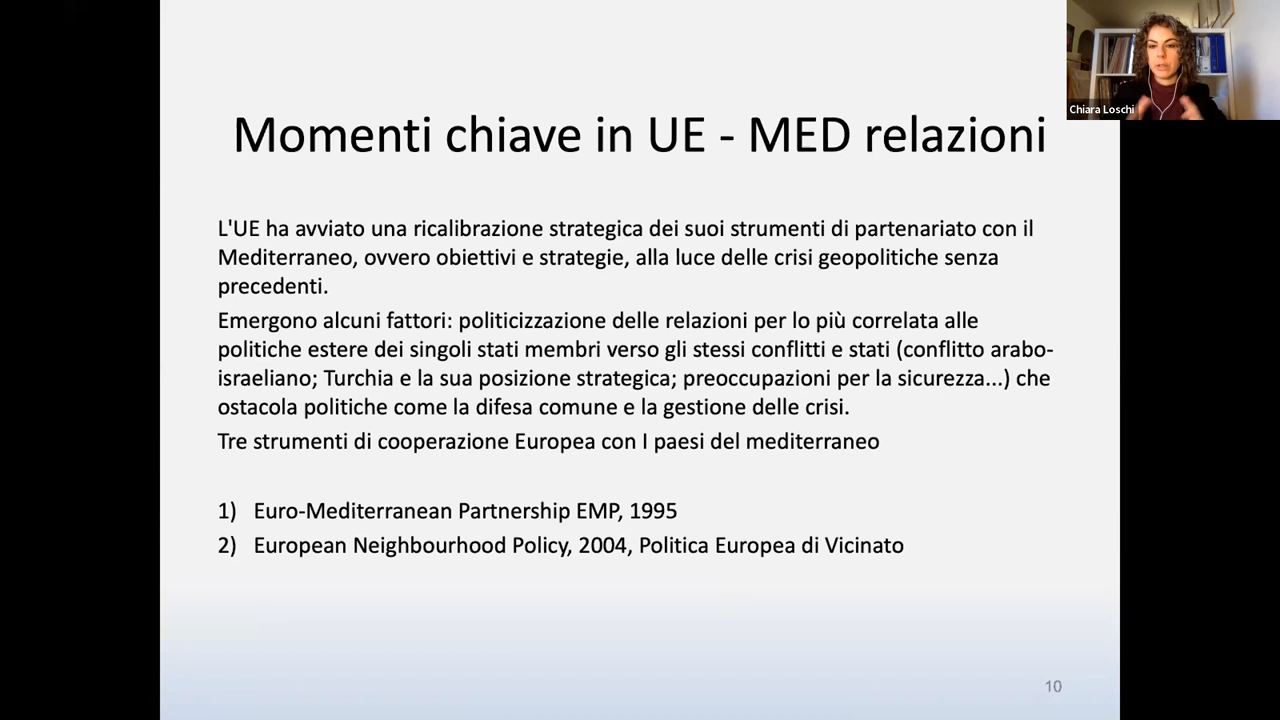 Momenti chiave in UE - MED relazioni
Chiara Loschi
L'UE ha avviato una ricalibrazione strategica dei suoi strumenti di partenariato con il
Mediterraneo, ovvero obiettivi e strategie, alla luce delle crisi geopolitiche senza
precedenti.
Emergono alcuni fattori: politicizzazione delle relazioni per lo più correlata alle
politiche estere dei singoli stati membri verso gli stessi conflitti e stati (conflitto arabo-
israeliano; Turchia e la sua posizione strategica; preoccupazioni per la sicurezza...) che
ostacola politiche come la difesa comune e la gestione delle crisi.
Tre strumenti di cooperazione Europea con I paesi del mediterraneo
1) Euro-Mediterranean Partnership EMP, 1995
2) European Neighbourhood Policy, 2004, Politica Europea di Vicinato
10